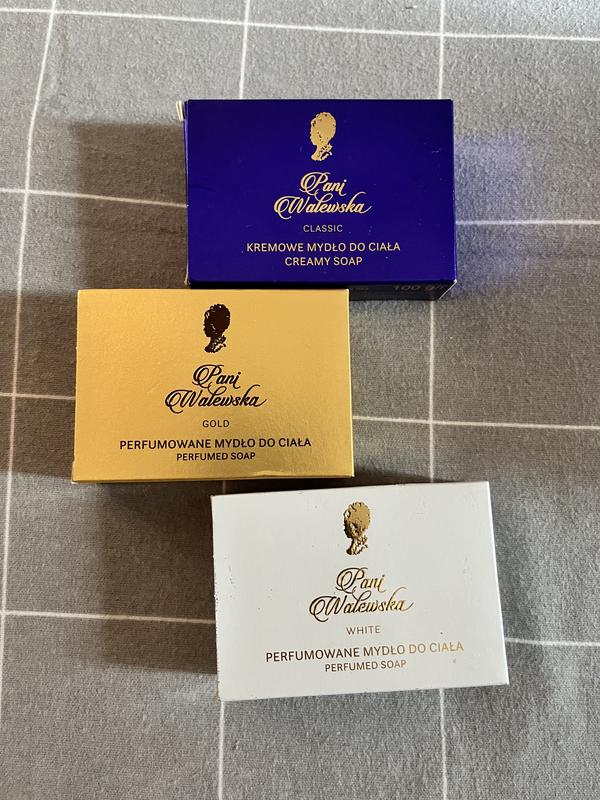 Pani
Walewska
CLASSIC
KREMOWE MYDŁO DO CIAŁA
CREAMY SOAP
100 g/
Pani
Walewska
GOLD
PERFUMOWANE MYDŁO DO CIAŁA
PERFUMED SOAP
Pani
Walewska
WHITE
PERFUMOWANE MYDŁO DO CIAŁA
PERFUMED SOAP